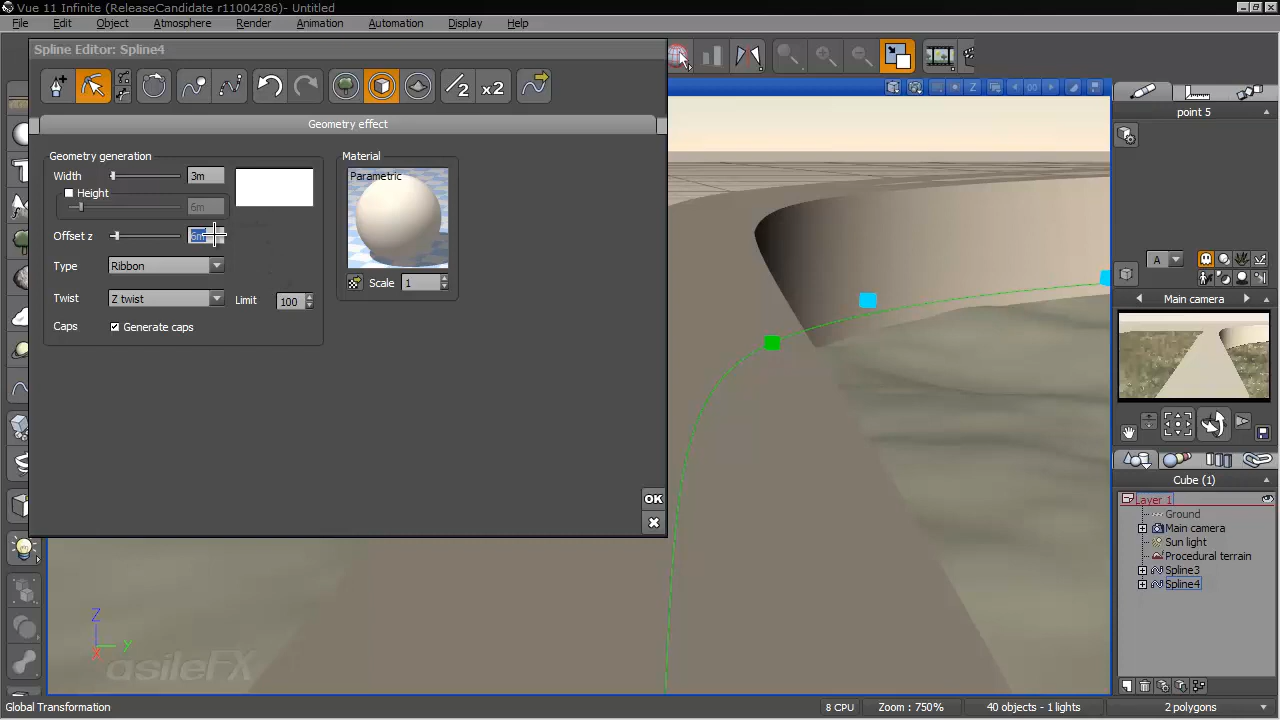 Vue 11 Infinite (ReleaseCandidate r11004286)- Untitled
File Edit Object Atmosphere Render Animation Automation Display Help
Spline Editor: Spline4
/2 x2
Geometry effect
Geometry generation
Width 3m
Height
6m
Offset z
Type Ribbon
Twist Z twist Limit 100
Caps Generate caps
Material
Parametric
Scale 1
OK
Z
point 5
A
Main camera
Cube (1)
Layer 1
Ground
Main camera
Sun light
Procedural terrain
Spline3
Spline4
Z
Y
X
asileFX
Global Transformation 8 CPU Zoom : 750% 40 objects - 1 lights 2 polygons